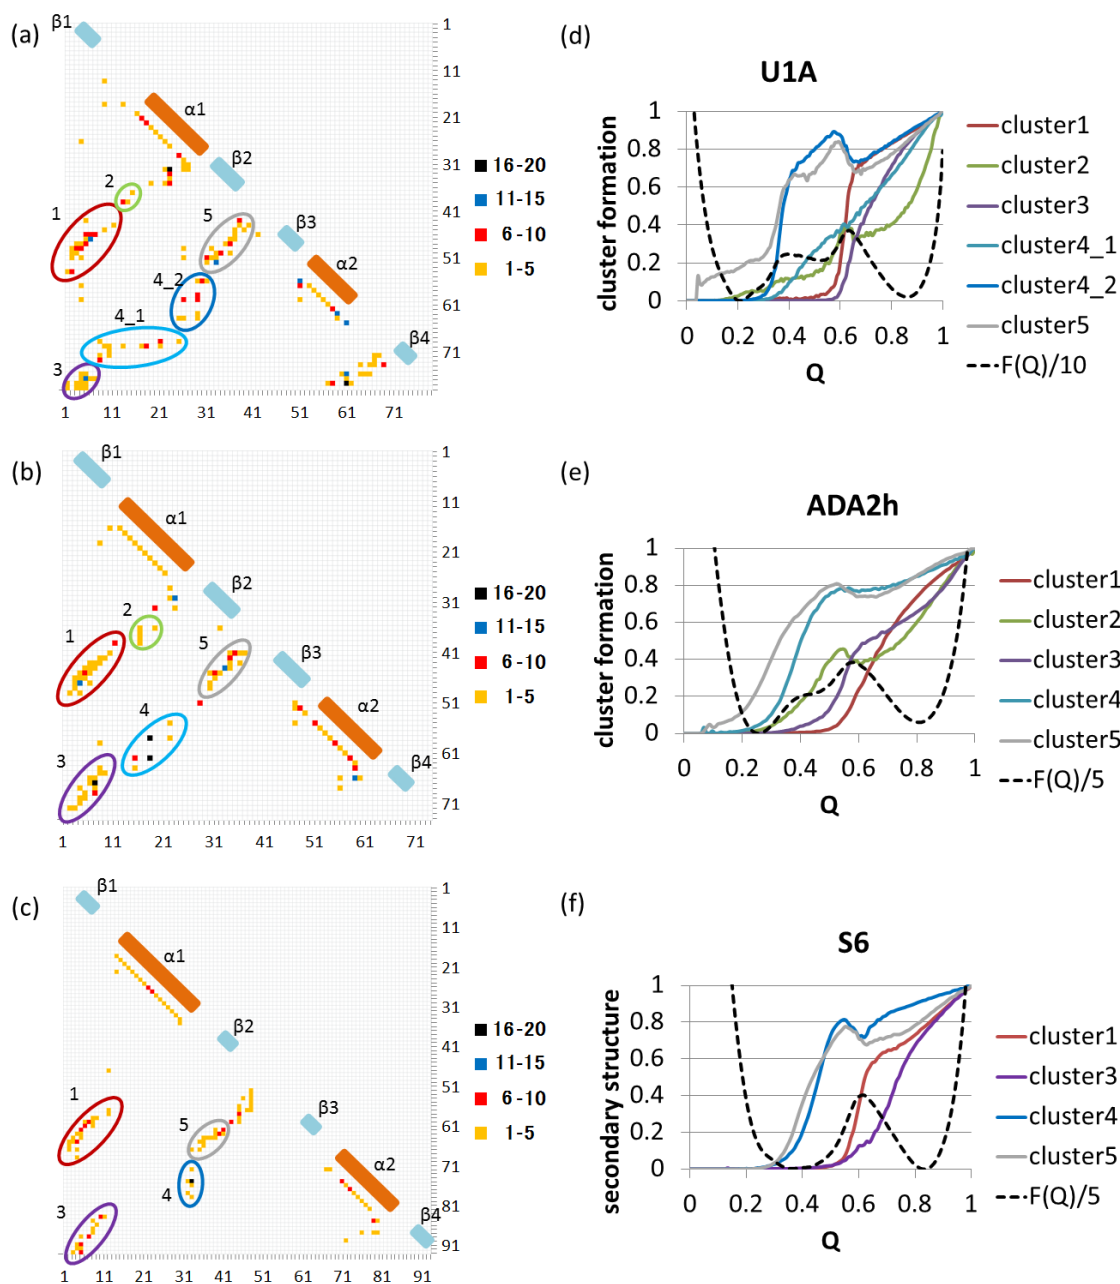 (a)
β1
α1
β2
2
1
5
β3
α2
4_2
4_1
β4
3
1
11
21
31
41
51
61
71
1 11 21 31 41 51 61 71
16-20
11-15
6-10
1-5
(d)
U1A
cluster formation
1
0.8
0.6
0.4
0.2
0
0 0.2 0.4 0.6 0.8 1
Q
cluster1
cluster2
cluster3
cluster4_1
cluster4_2
cluster5
F(Q)/10
(b)
β1
α1
β2
2
1
5
β3
4
α2
3
β4
1
11
21
31
41
51
61
71
1 11 21 31 41 51 61 71
16-20
11-15
6-10
1-5
(e)
ADA2h
cluster formation
1
0.8
0.6
0.4
0.2
0
0 0.2 0.4 0.6 0.8 1
Q
cluster1
cluster2
cluster3
cluster4
cluster5
F(Q)/5
(c)
β1
α1
β2
1
5
β3
α2
4
3
β4
1
11
21
31
41
51
61
71
81
91
1 11 21 31 41 51 61 71 81 91
16-20
11-15
6-10
1-5
(f)
S6
secondary structure
1
0.8
0.6
0.4
0.2
0
0 0.2 0.4 0.6 0.8 1
Q
cluster1
cluster3
cluster4
cluster5
F(Q)/5